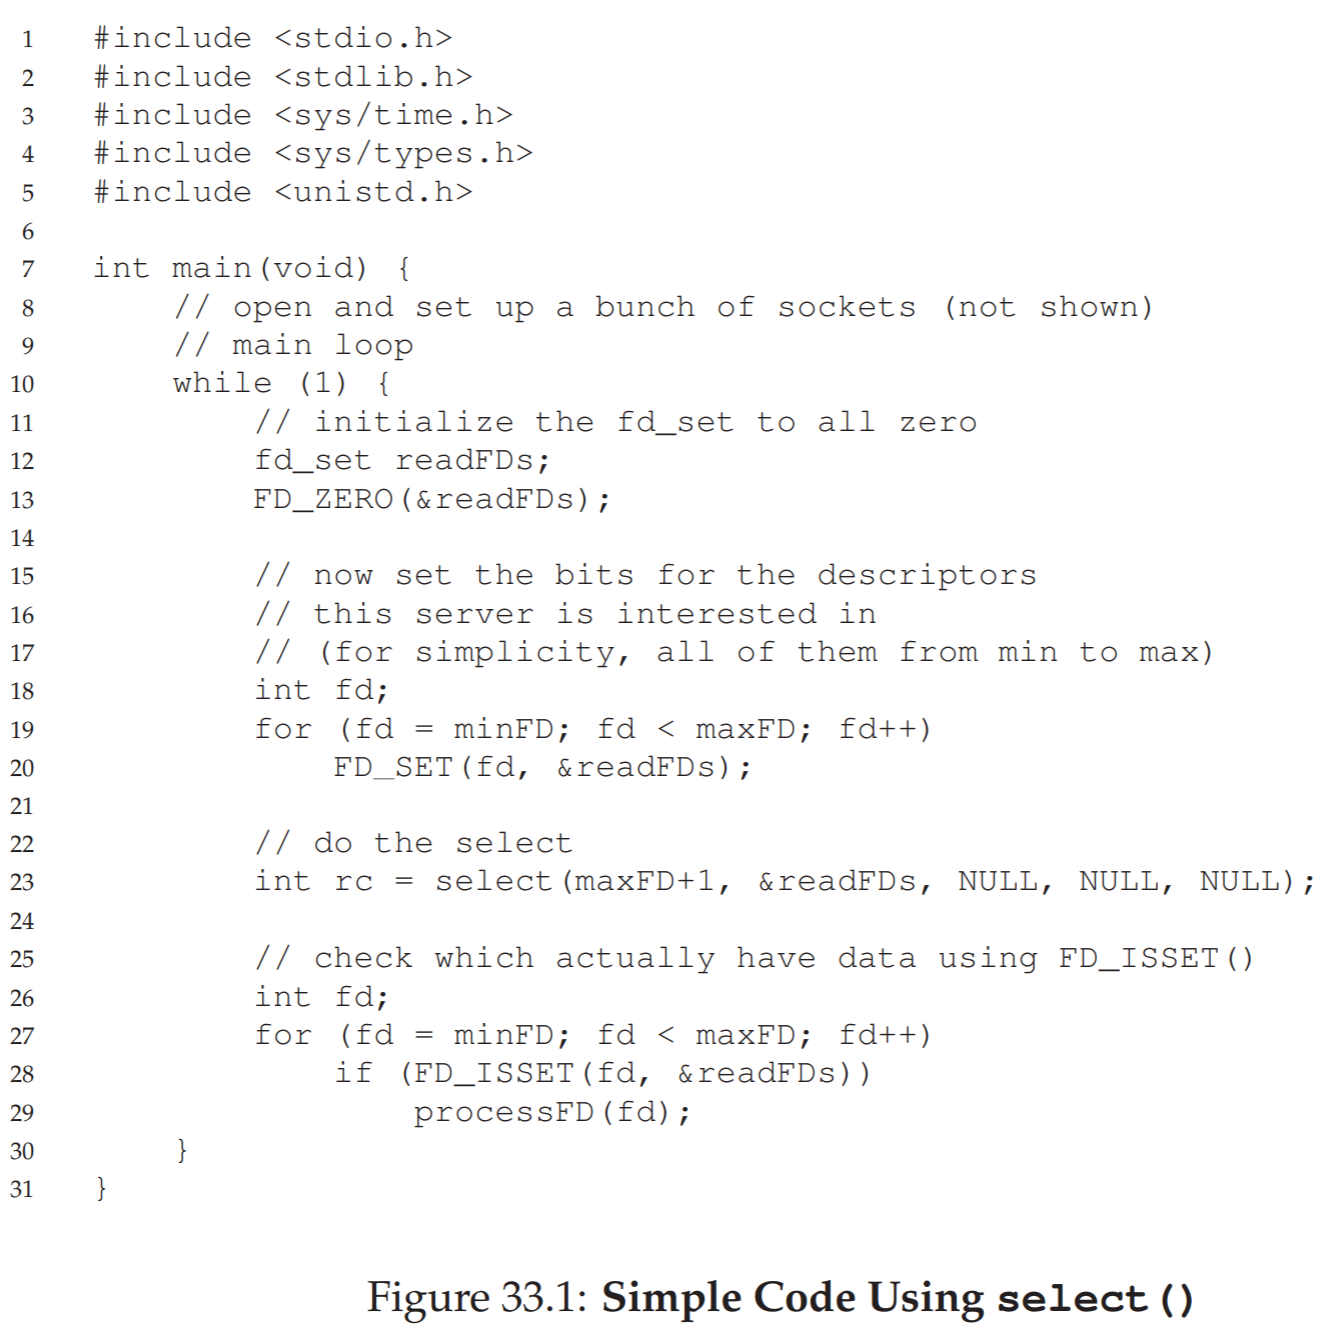 1 #include <stdio.h>
2 #include <stdlib.h>
3 #include <sys/time.h>
4 #include <sys/types.h>
5 #include <unistd.h>
6
7 int main(void) {
8     // open and set up a bunch of sockets (not shown)
9     // main loop
10     while (1) {
11         // initialize the fd_set to all zero
12         fd_set readFDs;
13         FD_ZERO(&readFDs);
14
15         // now set the bits for the descriptors
16         // this server is interested in
17         // (for simplicity, all of them from min to max)
18         int fd;
19         for (fd = minFD; fd < maxFD; fd++)
20             FD_SET(fd, &readFDs);
21
22         // do the select
23         int rc = select(maxFD+1, &readFDs, NULL, NULL, NULL);
24
25         // check which actually have data using FD_ISSET()
26         int fd;
27         for (fd = minFD; fd < maxFD; fd++)
28             if (FD_ISSET(fd, &readFDs))
29                 processFD(fd);
30     }
31 }
Figure 33.1: Simple Code Using select()